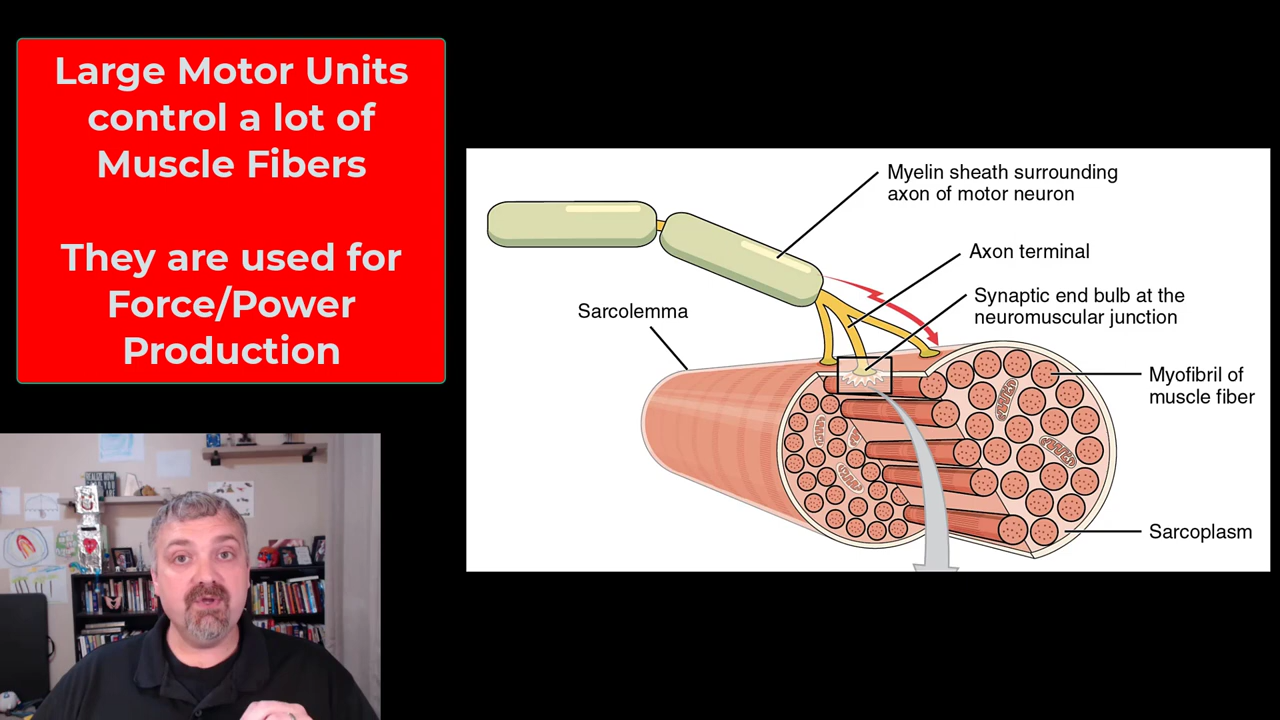 Large Motor Units
control a lot of
Muscle Fibers
They are used for
Force/Power
Production
Myelin sheath surrounding
axon of motor neuron
Axon terminal
Synaptic end bulb at the
neuromuscular junction
Sarcolemma
Myofibril of
muscle fiber
Sarcoplasm